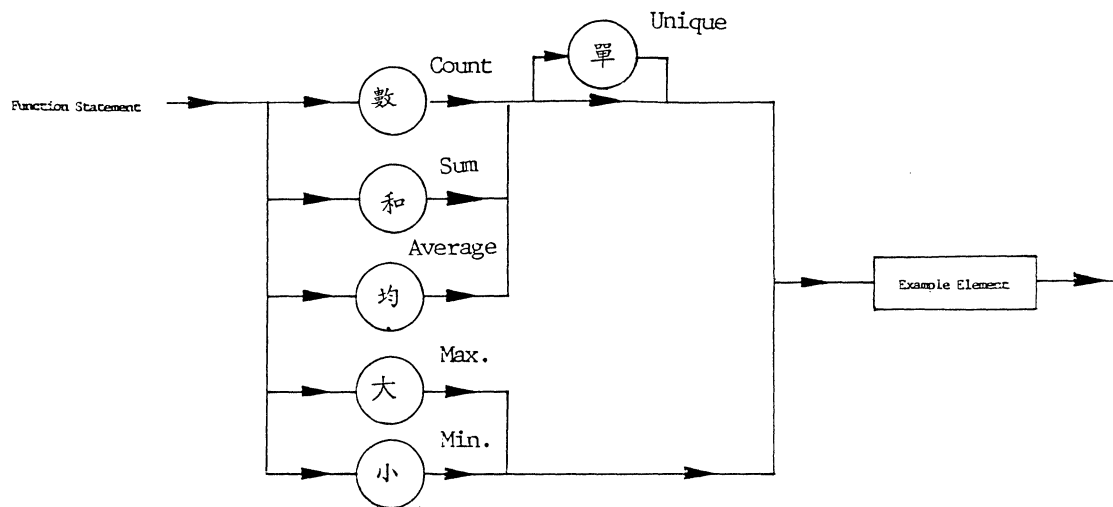 Unique
單
Count
數
Function Statement
Sum
和
Average
均
Example Element
Max.
大
Min.
小